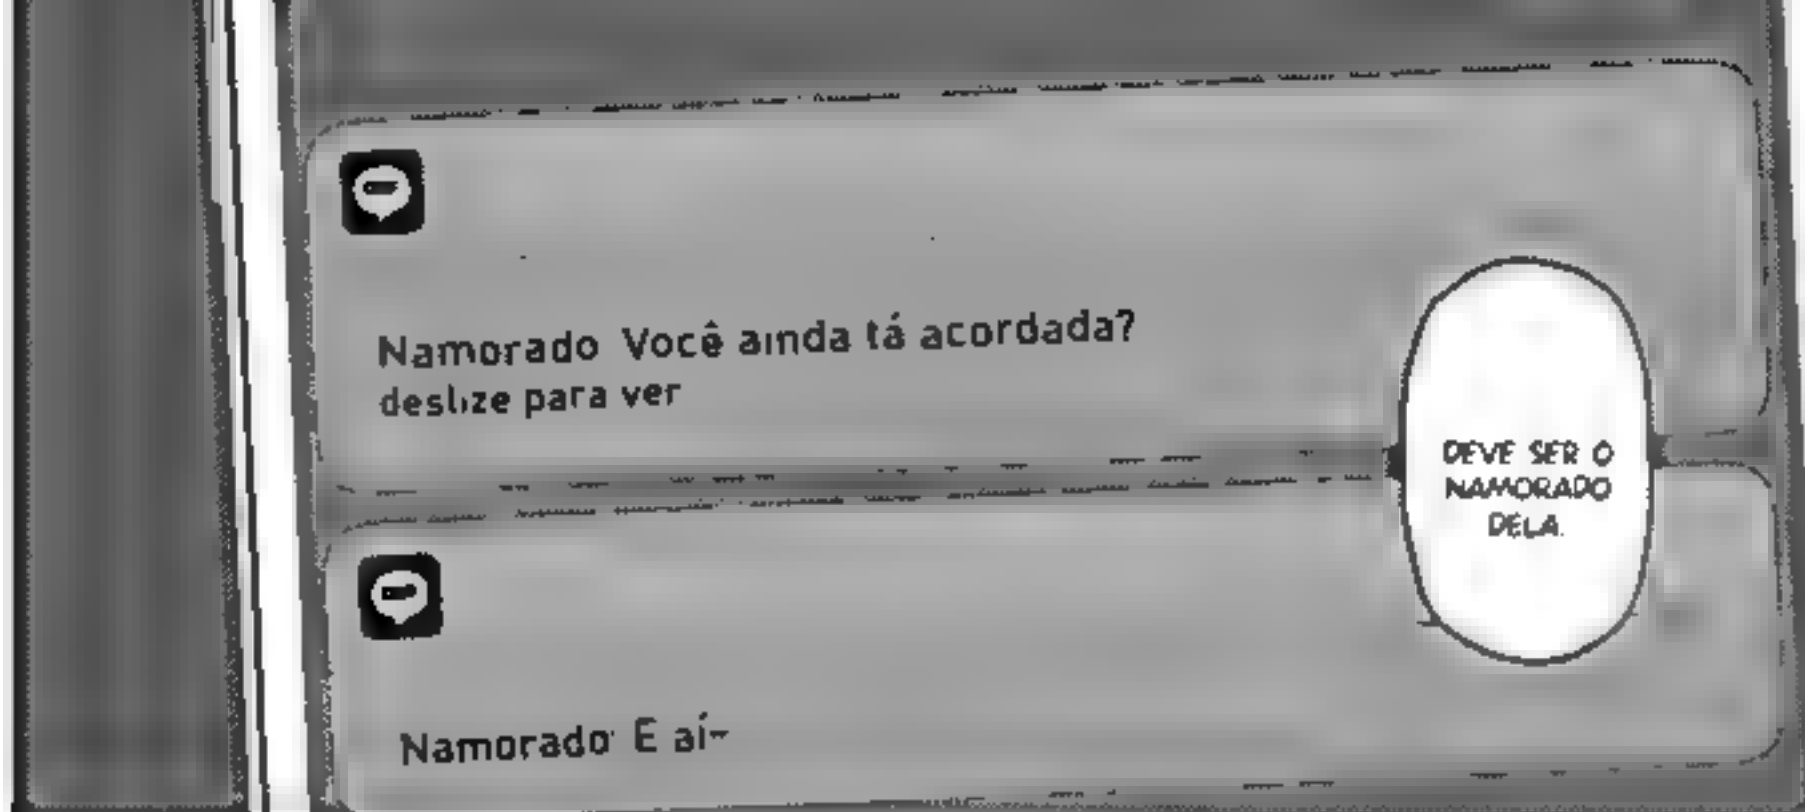 Namorado Você ainda tá acordada?
deslize para ver
DEVE SER O
NAMORADO
DELA.
Namorado: E aí~